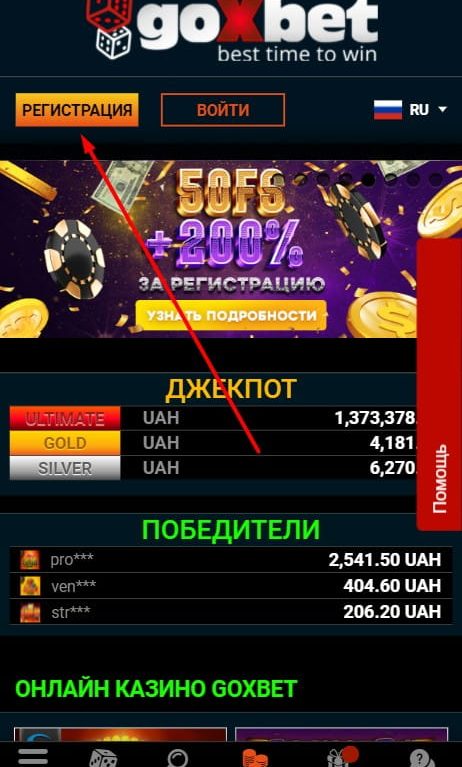 goXbet
best time to win
РЕГИСТРАЦИЯ
ВОЙТИ
RU
50FS
+200%
ЗА РЕГИСТРАЦИЮ
УЗНАТЬ ПОДРОБНОСТИ
ДЖЕКПОТ
ULTIMATE UAH 1,373,378.
GOLD UAH 4,181.
SILVER UAH 6,270.
Помощь
ПОБЕДИТЕЛИ
pro*** 2,541.50 UAH
ven*** 404.60 UAH
str*** 206.20 UAH
ОНЛАЙН КАЗИНО GOXBET